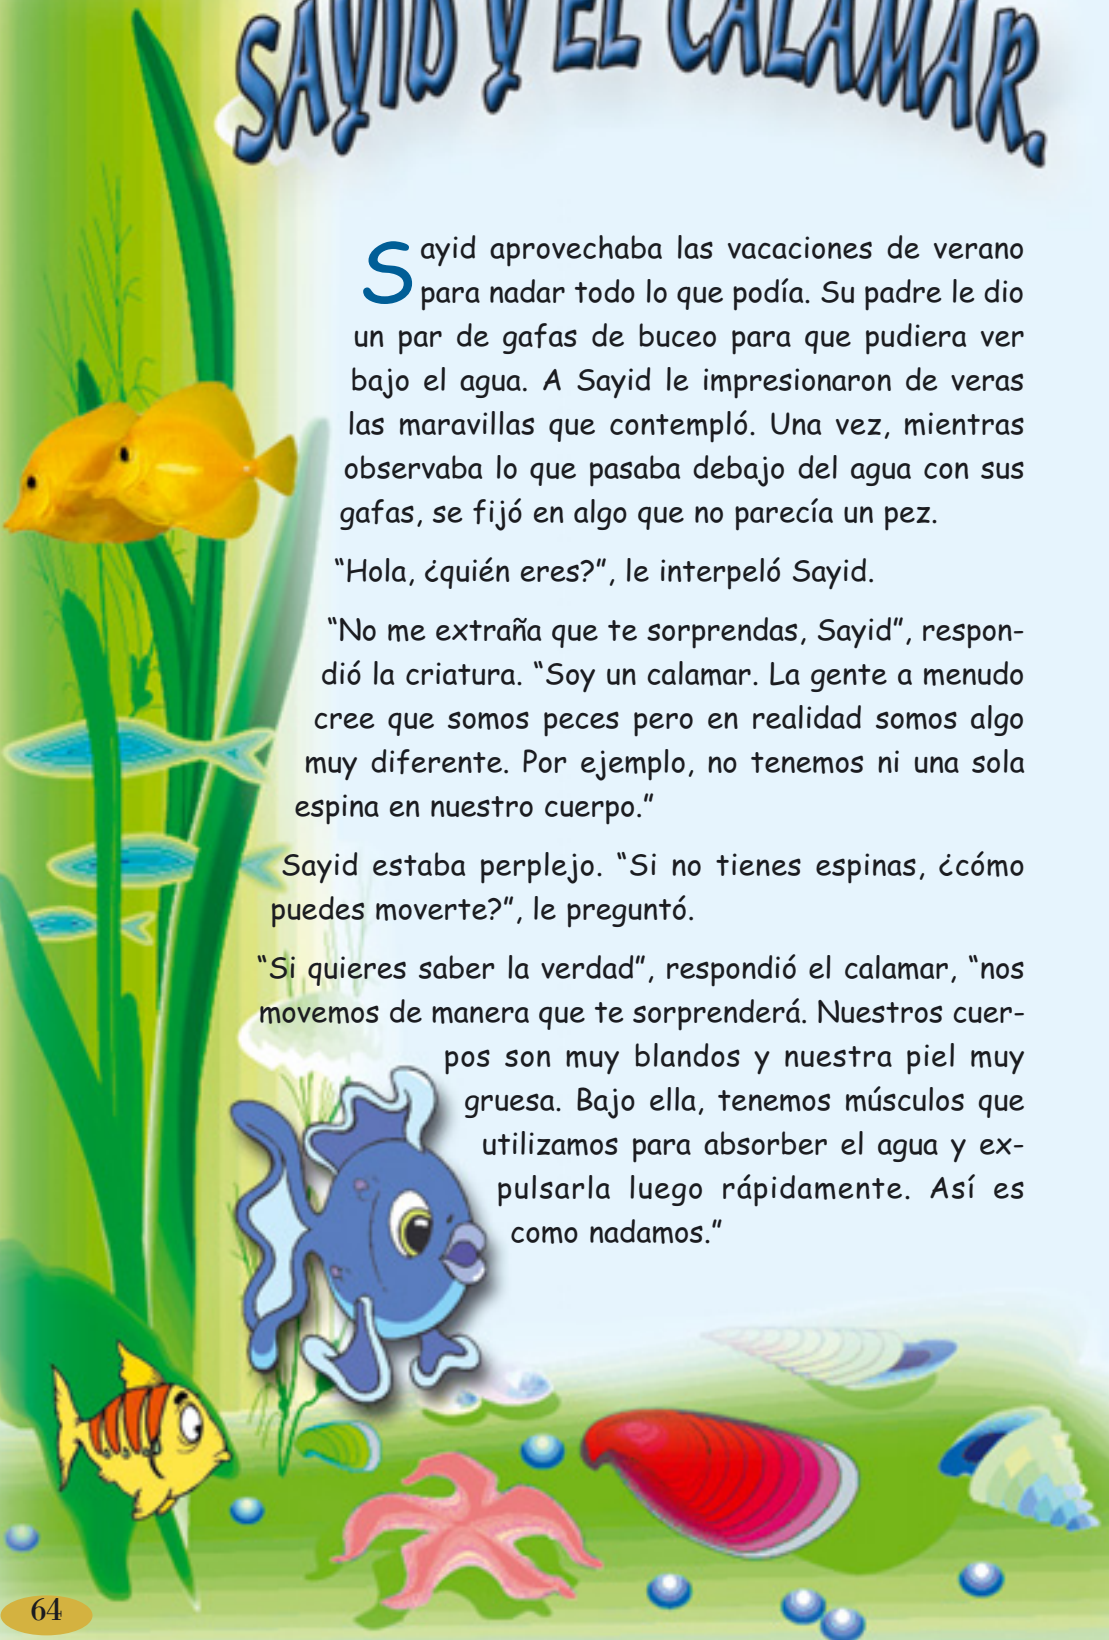 SAYID Y EL CALAMAR.
Sayid aprovechaba las vacaciones de verano
para nadar todo lo que podía. Su padre le dio
un par de gafas de buceo para que pudiera ver
bajo el agua. A Sayid le impresionaron de veras
las maravillas que contempló. Una vez, mientras
observaba lo que pasaba debajo del agua con sus
gafas, se fijó en algo que no parecía un pez.
“Hola, ¿quién eres?”, le interpeló Sayid.
“No me extraña que te sorprendas, Sayid”, respon-
dió la criatura. “Soy un calamar. La gente a menudo
cree que somos peces pero en realidad somos algo
muy diferente. Por ejemplo, no tenemos ni una sola
espina en nuestro cuerpo.”
Sayid estaba perplejo. “Si no tienes espinas, ¿cómo
puedes moverte?”, le preguntó.
“Si quieres saber la verdad”, respondió el calamar, “nos
movemos de manera que te sorprenderá. Nuestros cuer-
pos son muy blandos y nuestra piel muy
gruesa. Bajo ella, tenemos músculos que
utilizamos para absorber el agua y ex-
pulsarla luego rápidamente. Así es
como nadamos.”
64